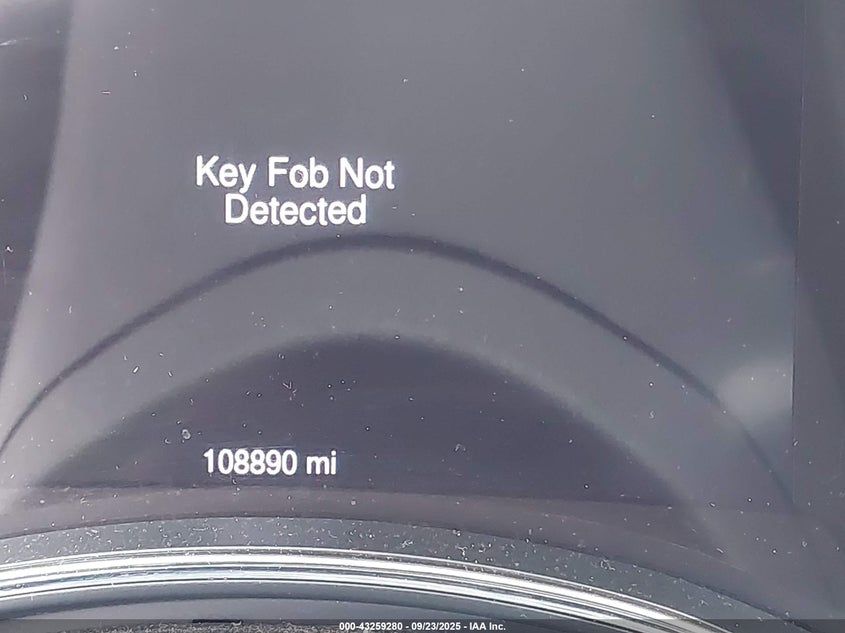 Key Fob Not
Detected
108890 mi
000-43259280 - 09/23/2025 - IAA Inc.